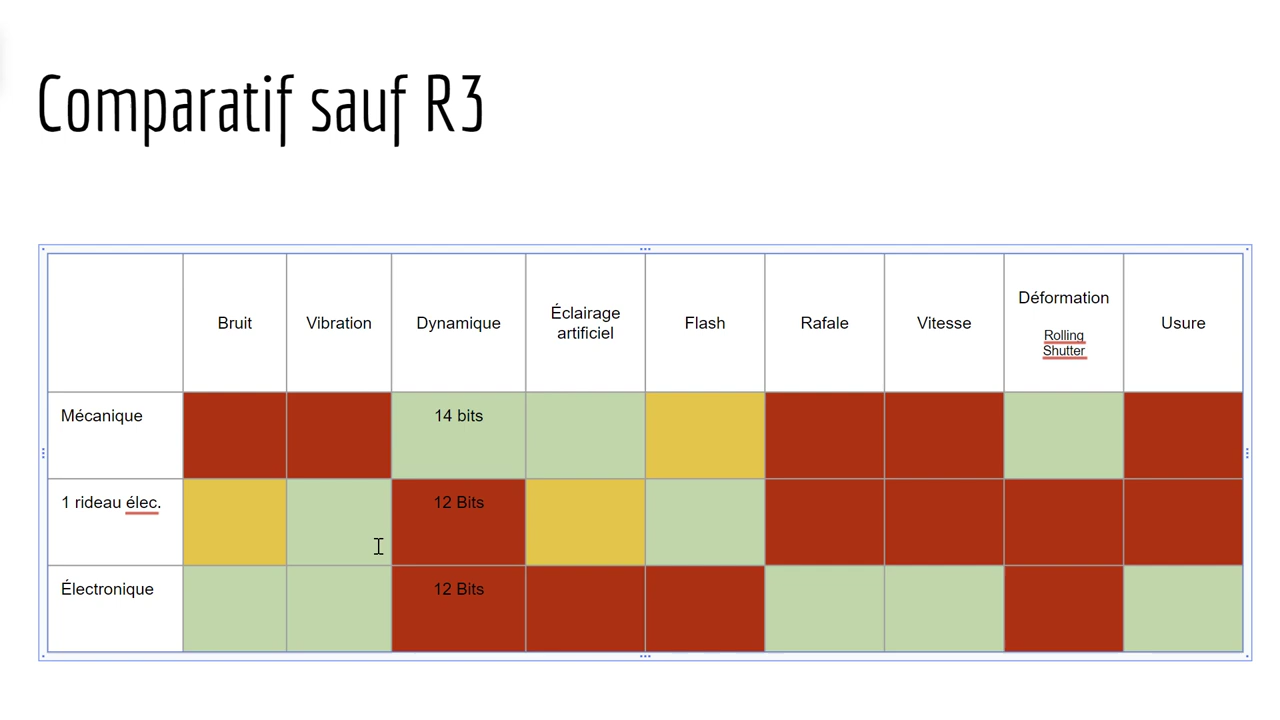 Comparatif sauf R3
Bruit
Vibration
Dynamique
Éclairage
artificiel
Flash
Rafale
Vitesse
Déformation
Rolling
Shutter
Usure
Mécanique
14 bits
1 rideau élec.
12 Bits
Électronique
12 Bits